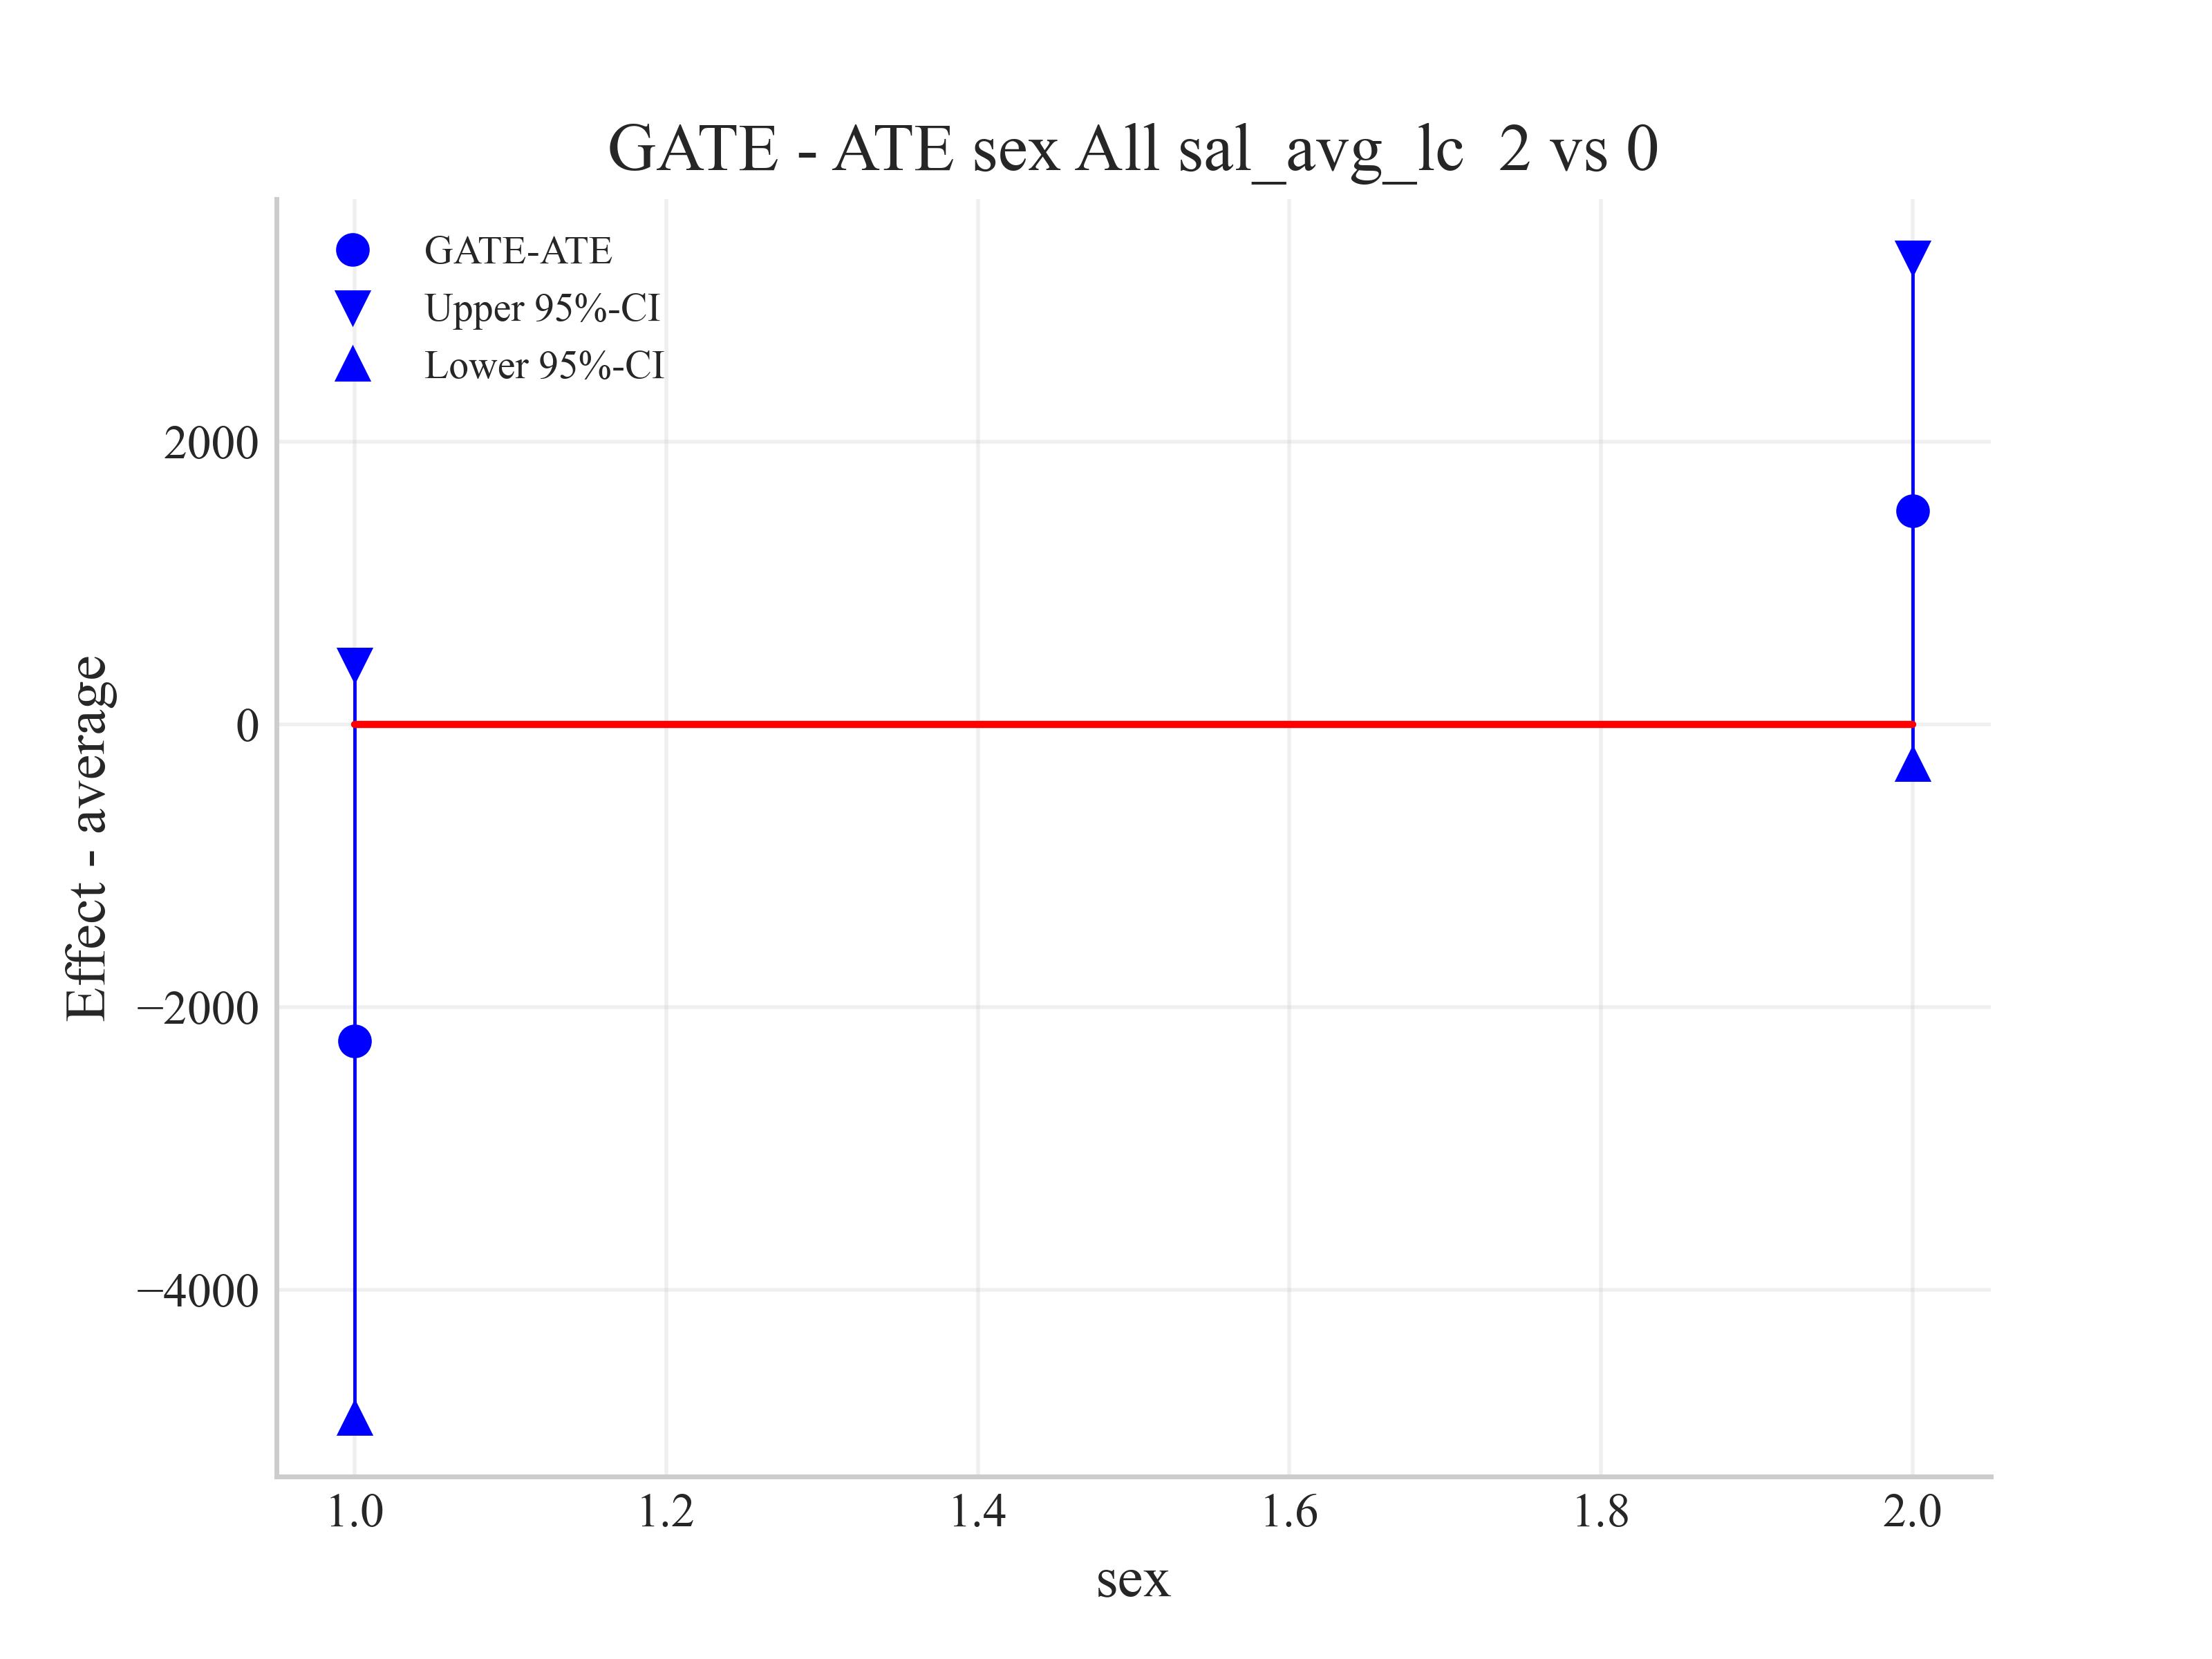 GATE - ATE sex All sal_avg_lc  2 vs 0
GATE-ATE
Upper 95%-CI
Lower 95%-CI
Effect - average
2000
0
−2000
−4000
1.0 1.2 1.4 1.6 1.8 2.0
sex